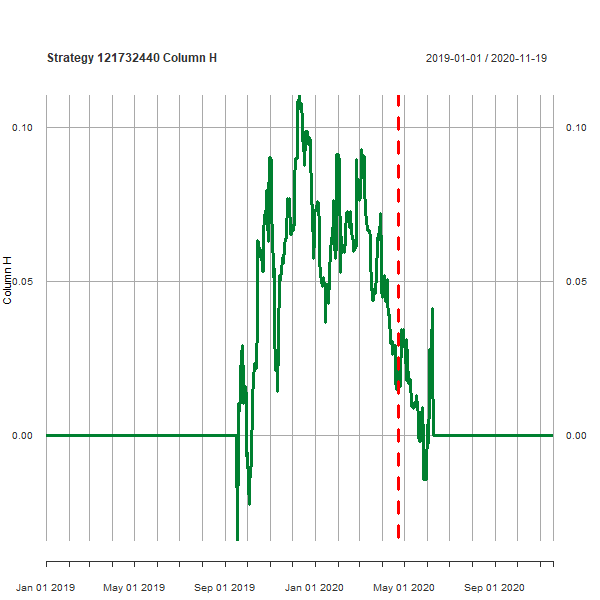 Strategy 121732440 Column H
2019-01-01 / 2020-11-19
0.10
0.10
Column H
0.05
0.05
0.00
0.00
Jan 01 2019
May 01 2019
Sep 01 2019
Jan 01 2020
May 01 2020
Sep 01 2020